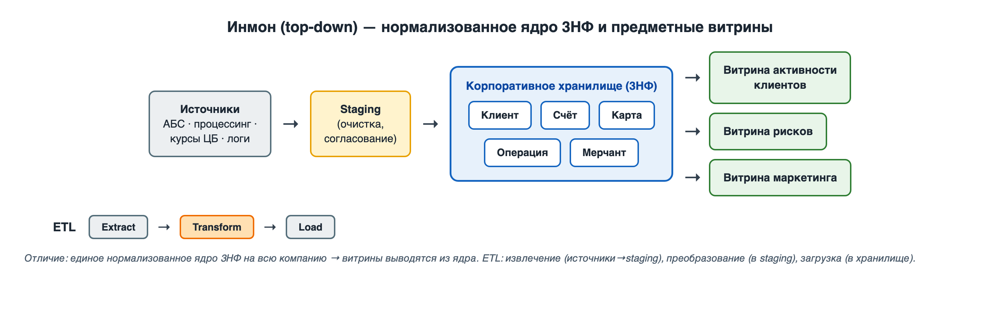 Инмон (top-down) — нормализованное ядро 3НФ и предметные витрины
Источники
АБС · процессинг ·
курсы ЦБ · логи
→
Staging
(очистка,
согласование)
→
Корпоративное хранилище (3НФ)
Клиент
Счёт
Карта
Операция
Мерчант
→
Витрина активности
клиентов
→
Витрина рисков
→
Витрина маркетинга
ETL
Extract
→
Transform
→
Load
Отличие: единое нормализованное ядро 3НФ на всю компанию → витрины выводятся из ядра. ETL: извлечение (источники→staging), преобразование (в staging), загрузка (в хранилище).